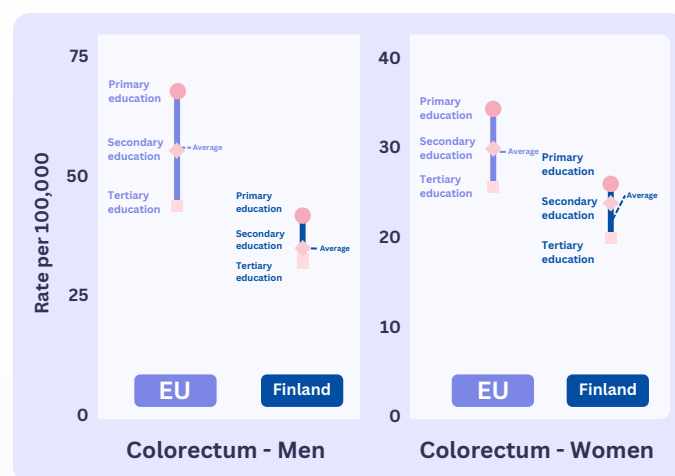 Rate per 100,000
75
50
25
0
Primary
education
Secondary
education
Average
Tertiary
education
Primary
education
Secondary
education
Average
Tertiary
education
EU
Finland
Colorectum - Men
40
30
20
10
0
Primary
education
Secondary
education
Average
Tertiary
education
Primary
education
Secondary
education
Average
Tertiary
education
EU
Finland
Colorectum - Women